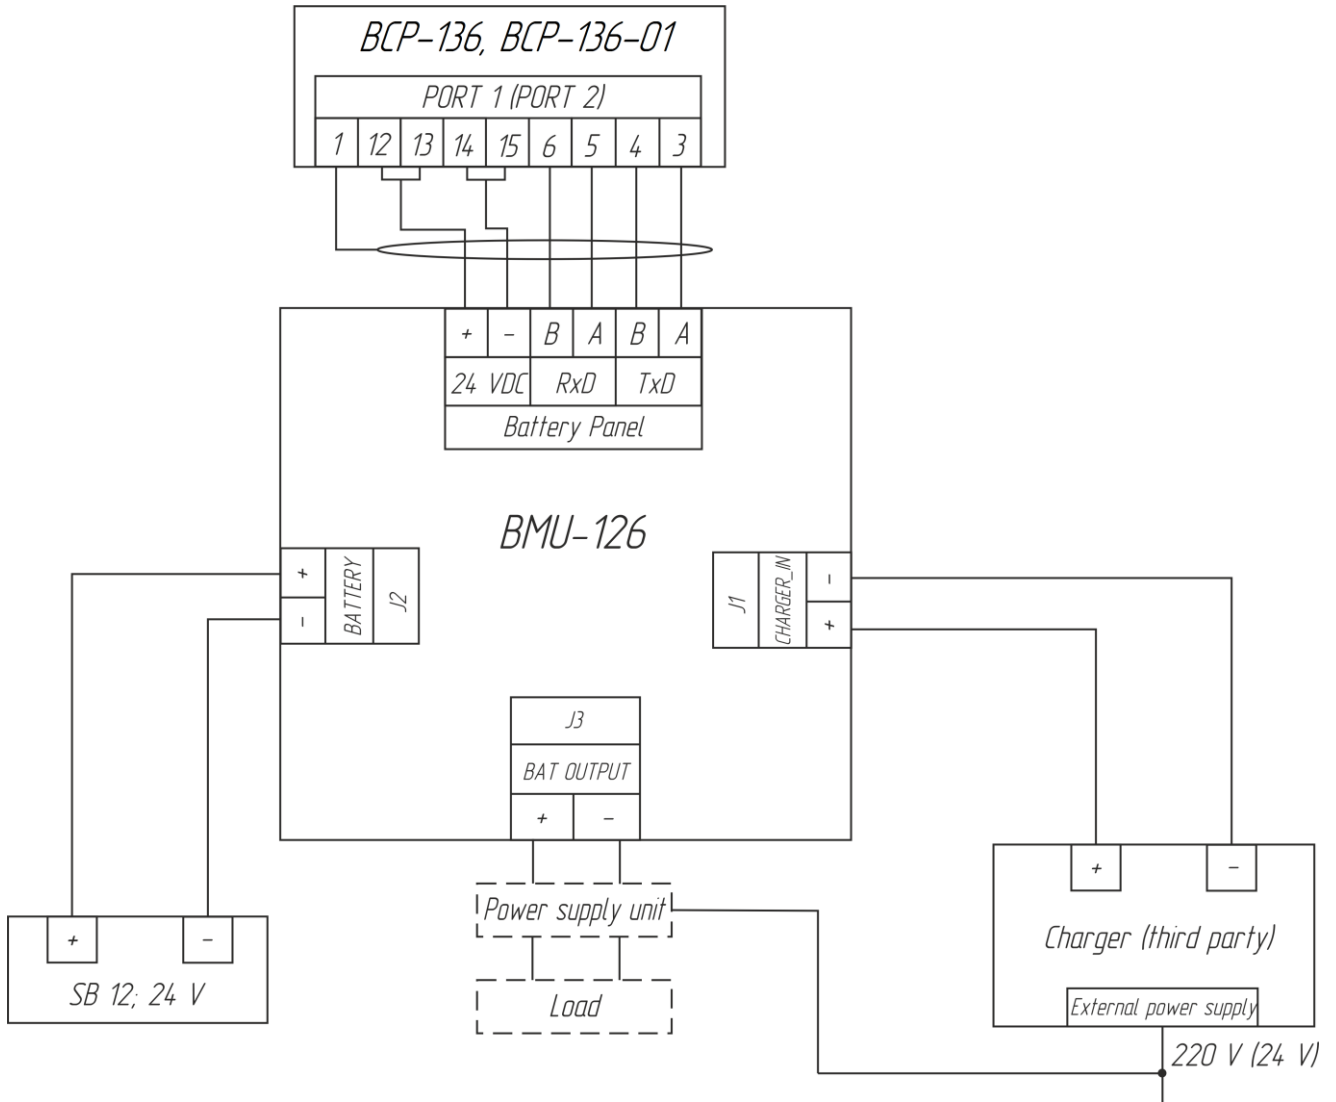 BCP-136, BCP-136-01
PORT 1 (PORT 2)
1 12 13 14 15 6 5 4 3
+ - B A B A
24 VDC RxD TxD
Battery Panel
BMU-126
+
-
BATTERY
J2
J1
CHARGER_IN
-
+
J3
BAT OUTPUT
+ -
Power supply unit
Load
+ -
SB 12; 24 V
+ -
Charger (third party)
External power supply
220 V (24 V)